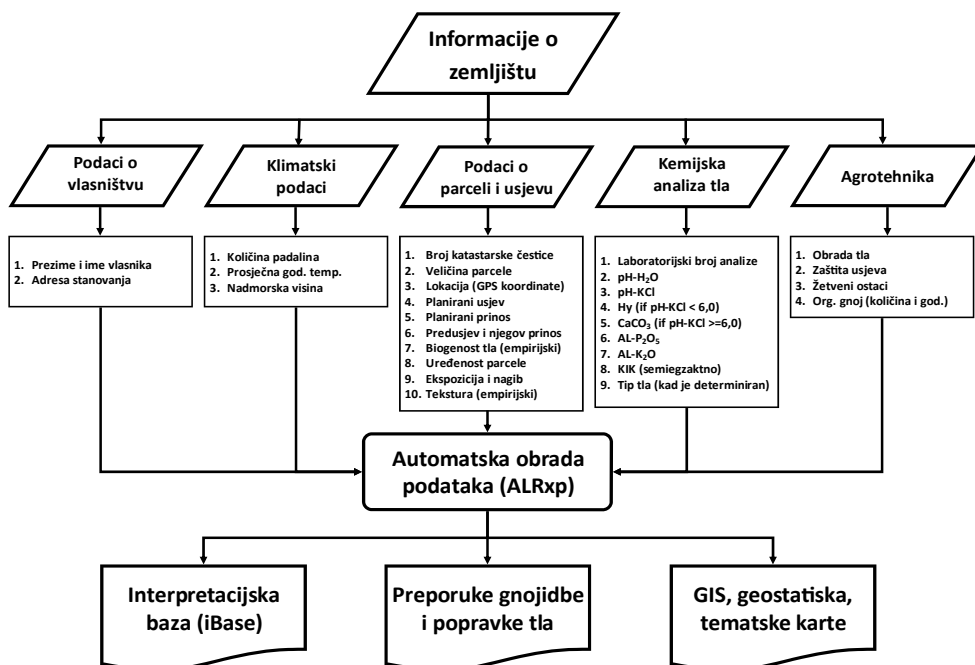 Informacije o
zemljištu
Podaci o
vlasništvu
Klimatski
podaci
Podaci o
parceli i usjevu
Kemijska
analiza tla
Agrotehnika
1. Prezime i ime vlasnika
2. Adresa stanovanja
1. Količina padalina
2. Prosječna god. temp.
3. Nadmorska visina
1. Broj katastarske čestice
2. Veličina parcele
3. Lokacija (GPS koordinate)
4. Planirani usjev
5. Planirani prinos
6. Predusjev i njegov prinos
7. Biogenost tla (empirijski)
8. Uređenost parcele
9. Ekspozicija i nagib
10. Tekstura (empirijski)
1. Laboratorijski broj analize
2. pH-H₂O
3. pH-KCl
4. Hy (if pH-KCl < 6,0)
5. CaCO₃ (if pH-KCl >=6,0)
6. AL-P₂O₅
7. AL-K₂O
8. KIK (semiegzaktno)
9. Tip tla (kad je determiniran)
1. Obrada tla
2. Zaštita usjeva
3. Žetveni ostaci
4. Org. gnoj (količina i god.)
Automatska obrada
podataka (ALRxp)
Interpretacijska
baza (iBase)
Preporuke gnojidbe
i popravke tla
GIS, geostatiska,
tematske karte